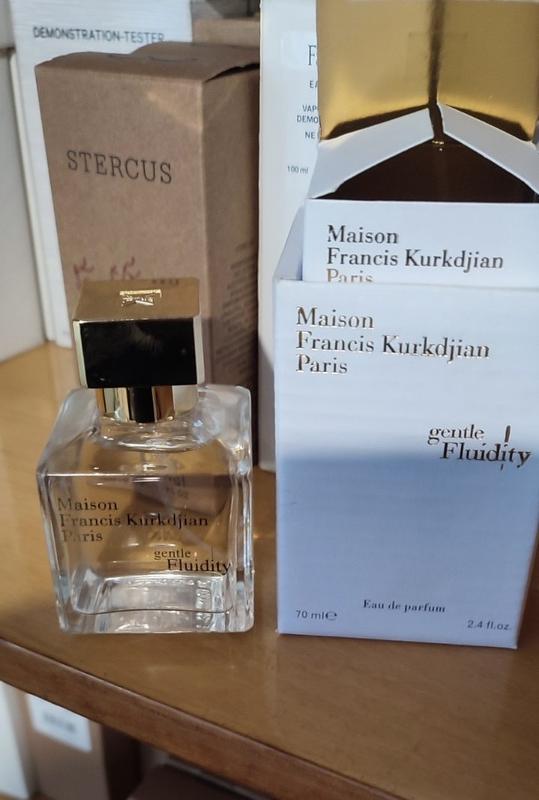 DEMONSTRATION-TESTER
STERCUS
100 ml
Maison
Francis Kurkdjian
Paris
Maison
Francis Kurkdjian
Paris
gentle
Fluidity
Eau de parfum
70 ml℮
2.4 fl.oz.
Maison
Francis Kurkdjian
Paris
gentle
Fluidity